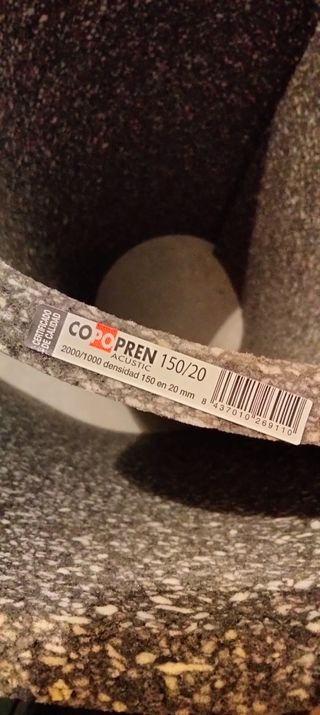 CERTIFICADO
DE CALIDAD
COPOPREN 150/20
ACUSTIC
2000/1000 densidad 150 en 20 mm
8 437010 269110